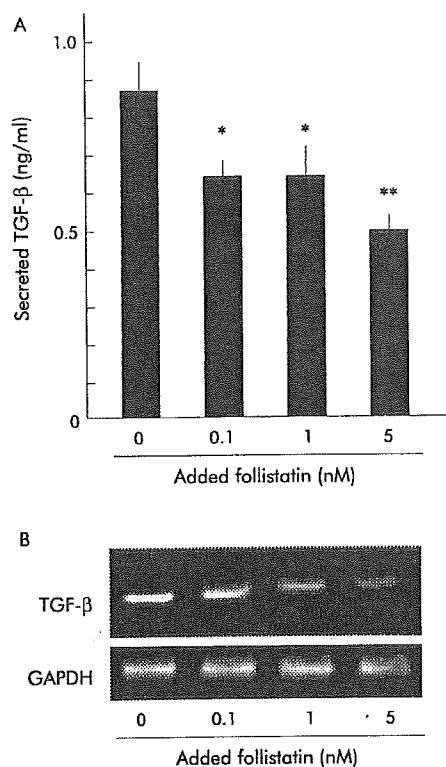 A
1.0
*
*
**
0.5
0
Secreted TGF-β (ng/ml)
0 0.1 1 5
Added follistatin (nM)
B
TGF-β
GAPDH
0 0.1 1 5
Added follistatin (nM)